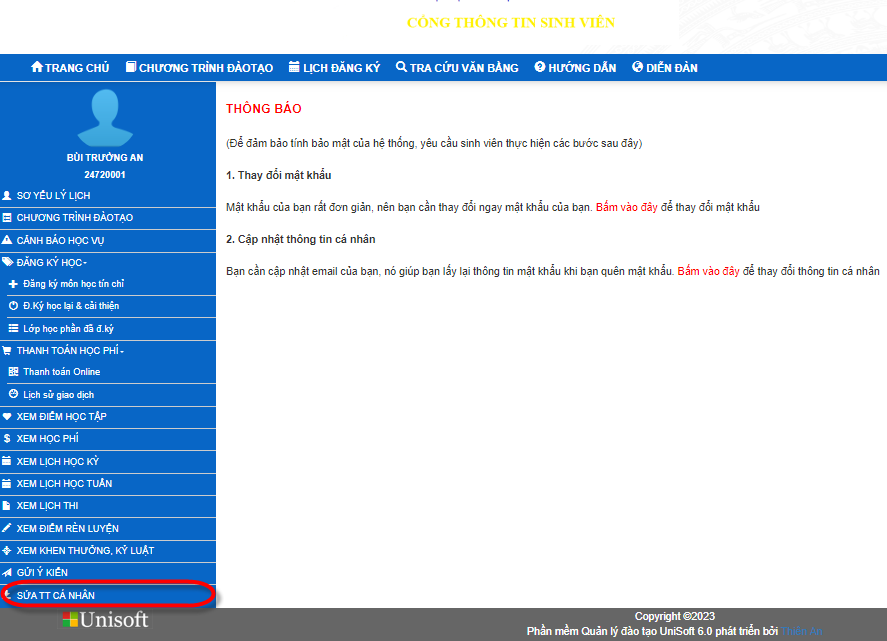 CỔNG THÔNG TIN SINH VIÊN
TRANG CHỦ CHƯƠNG TRÌNH ĐÀOTẠO LỊCH ĐĂNG KÝ TRA CỨU VĂN BẰNG HƯỚNG DẪN DIỄN ĐÀN
BÙI TRƯỜNG AN
24720001
SƠ YẾU LÝ LỊCH
CHƯƠNG TRÌNH ĐÀOTẠO
CẢNH BÁO HỌC VỤ
ĐĂNG KÝ HỌC
Đăng ký môn học tín chỉ
Đ.Ký học lại & cải thiện
Lớp học phần đã đ.ký
THANH TOÁN HỌC PHÍ
Thanh toán Online
Lịch sử giao dịch
XEM ĐIỂM HỌC TẬP
XEM HỌC PHÍ
XEM LỊCH HỌC KỲ
XEM LỊCH HỌC TUẦN
XEM LỊCH THI
XEM ĐIỂM RÈN LUYỆN
XEM KHEN THƯỞNG, KỶ LUẬT
GỬI Ý KIẾN
SỬA TT CÁ NHÂN
THÔNG BÁO
(Để đảm bảo tính bảo mật của hệ thống, yêu cầu sinh viên thực hiện các bước sau đây)
1. Thay đổi mật khẩu
Mật khẩu của bạn rất đơn giản, nên bạn cần thay đổi ngay mật khẩu của bạn. Bấm vào đây để thay đổi mật khẩu
2. Cập nhật thông tin cá nhân
Bạn cần cập nhật email của bạn, nó giúp bạn lấy lại thông tin mật khẩu khi bạn quên mật khẩu. Bấm vào đây để thay đổi thông tin cá nhân
Unisoft
Copyright ©2023
Phần mềm Quản lý đào tạo UniSoft 6.0 phát triển bởi Thiên An